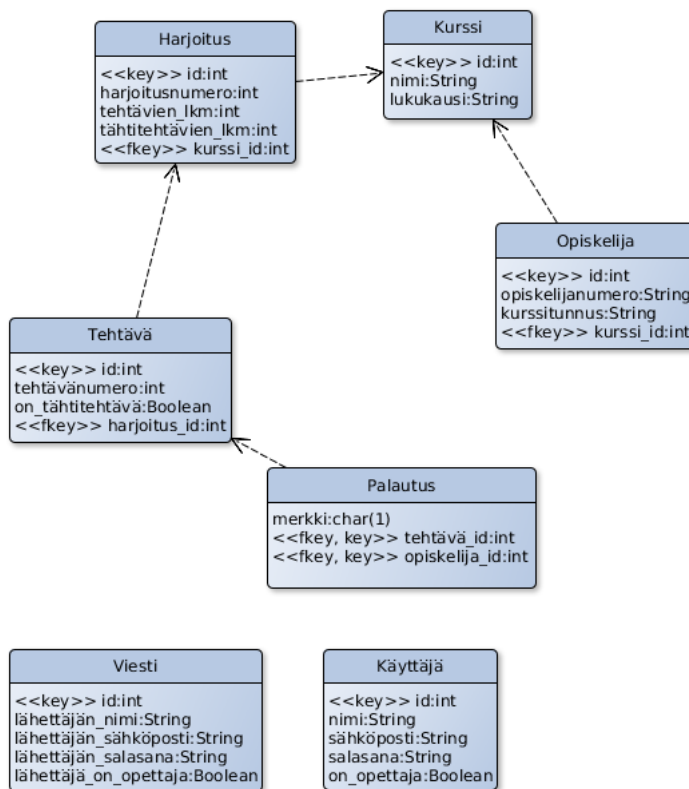 Harjoitus
<<key>> id:int
harjoitusnumero:int
tehtävien_lkm:int
tähtitehtävien_lkm:int
<<fkey>> kurssi_id:int
Kurssi
<<key>> id:int
nimi:String
lukukausi:String
Opiskelija
<<key>> id:int
opiskelijanumero:String
kurssitunnus:String
<<fkey>> kurssi_id:int
Tehtävä
<<key>> id:int
tehtävänumero:int
on_tähtitehtävä:Boolean
<<fkey>> harjoitus_id:int
Palautus
merkki:char(1)
<<fkey, key>> tehtävä_id:int
<<fkey, key>> opiskelija_id:int
Viesti
<<key>> id:int
lähettäjän_nimi:String
lähettäjän_sähköposti:String
lähettäjän_salasana:String
lähettäjä_on_opettaja:Boolean
Käyttäjä
<<key>> id:int
nimi:String
sähköposti:String
salasana:String
on_opettaja:Boolean